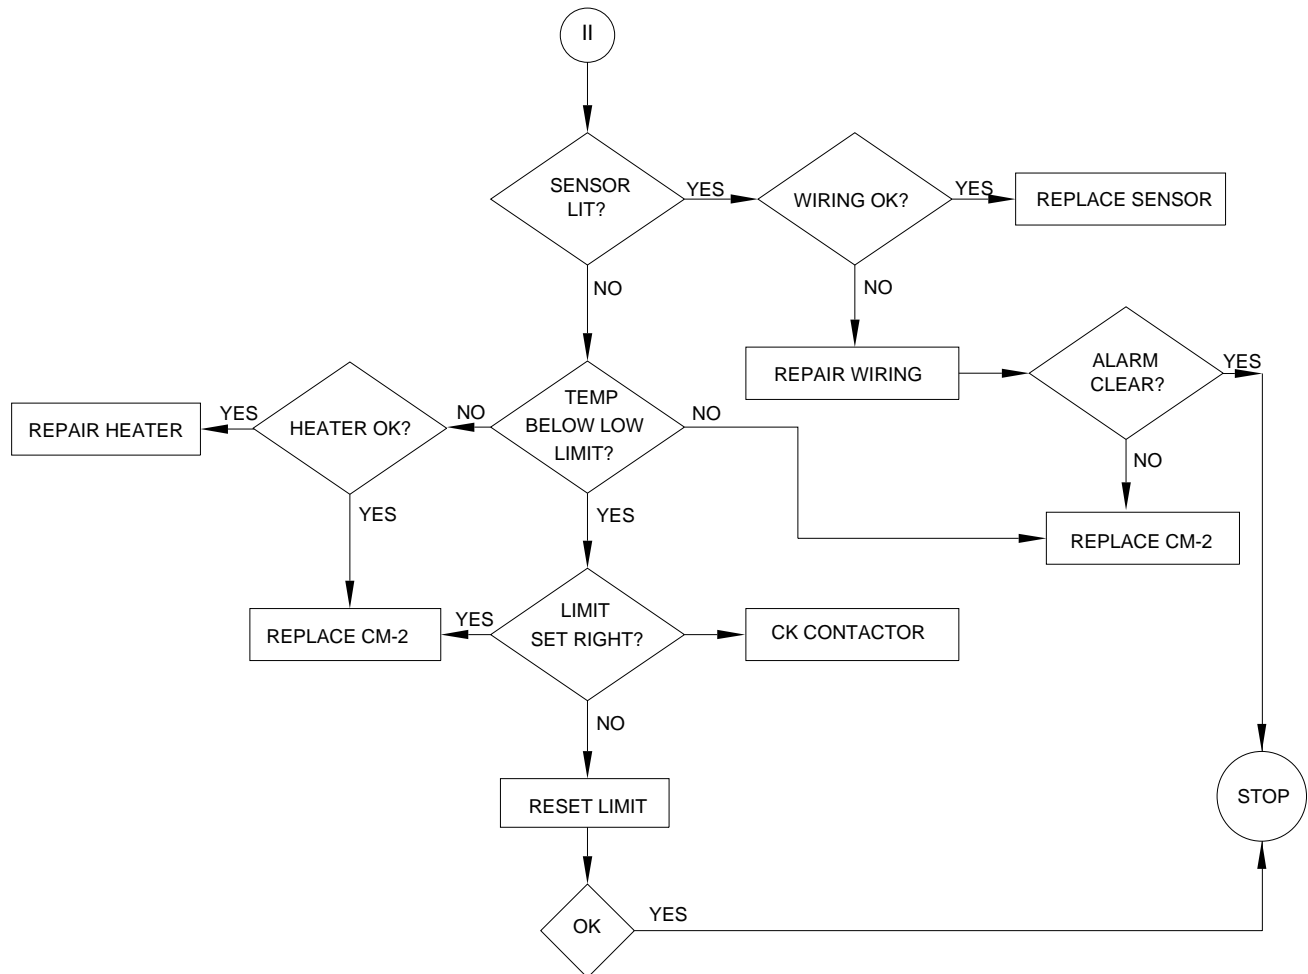 II
SENSOR
LIT?
YES
WIRING OK?
YES
REPLACE SENSOR
NO
NO
REPAIR WIRING
ALARM
CLEAR?
YES
NO
REPLACE CM-2
REPAIR HEATER
YES
HEATER OK?
NO
TEMP
BELOW LOW
LIMIT?
NO
YES
YES
REPLACE CM-2
YES
LIMIT
SET RIGHT?
CK CONTACTOR
NO
RESET LIMIT
STOP
OK
YES